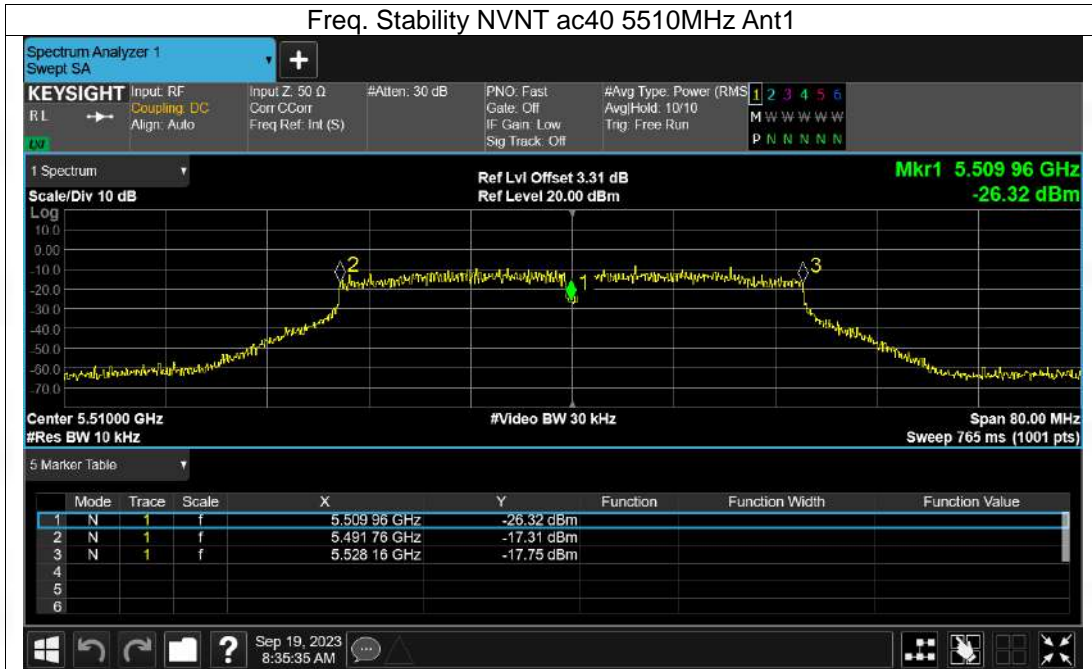 Freq. Stability NVNT ac40 5510MHz Ant1
Spectrum Analyzer 1
Swept SA
+
KEYSIGHT Input: RF Input Z: 50 Ω #Atten: 30 dB PNO: Fast #Avg Type: Power (RMS 1 2 3 4 5 6
R L Coupling: DC Corr CCorr Gate: Off Avg|Hold: 10/10 M W W W W W
Align: Auto Freq Ref: Int (S) IF Gain: Low Trig: Free Run
LXI Sig Track: Off P N N N N N
1 Spectrum Ref Lvl Offset 3.31 dB Mkr1 5.509 96 GHz
Scale/Div 10 dB Ref Level 20.00 dBm -26.32 dBm
Log
10.0
0.00
-10.0 2 3
-20.0 1
-30.0
-40.0
-50.0
-60.0
-70.0
Center 5.51000 GHz #Video BW 30 kHz Span 80.00 MHz
#Res BW 10 kHz Sweep 765 ms (1001 pts)
5 Marker Table
Mode Trace Scale X Y Function Function Width Function Value
1 N 1 f 5.509 96 GHz -26.32 dBm
2 N 1 f 5.491 76 GHz -17.31 dBm
3 N 1 f 5.528 16 GHz -17.75 dBm
4
5
6
? Sep 19, 2023
8:35:35 AM